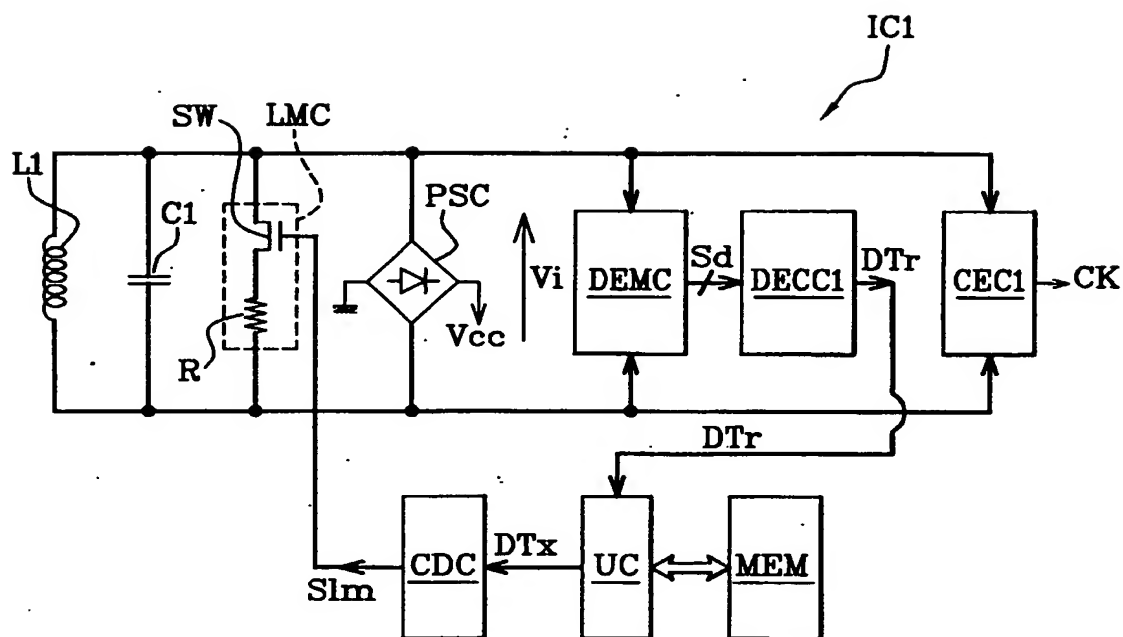 IC1
SW
LMC
L1
C1
PSC
Vi
DEMC
Sd
DECC1
DTr
CEC1
CK
Vcc
R
DTr
CDC
DTx
UC
MEM
Slm